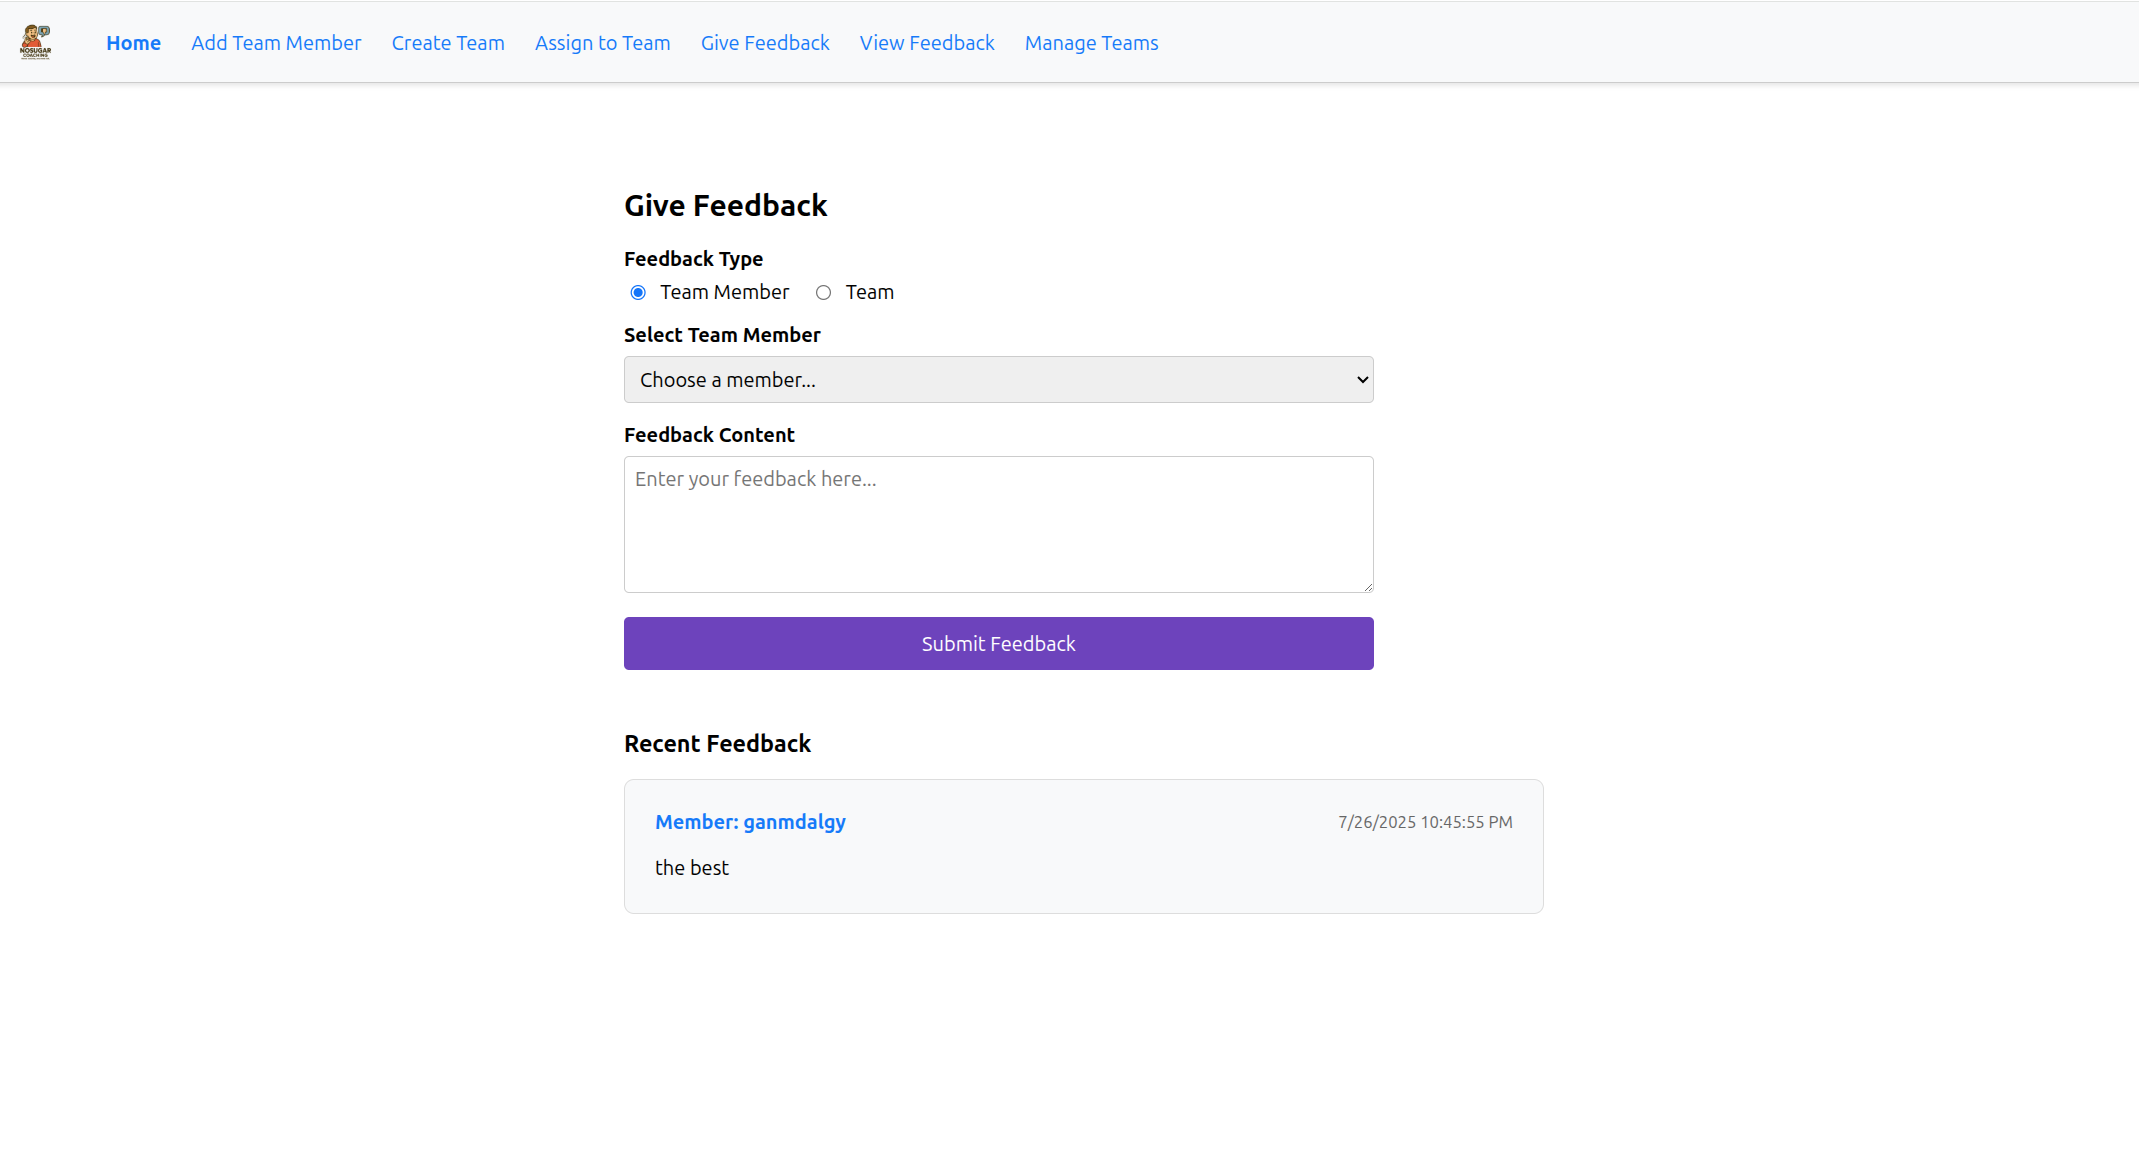 NOSUGAR
COACHING
Home Add Team Member Create Team Assign to Team Give Feedback View Feedback Manage Teams
Give Feedback
Feedback Type
Team Member Team
Select Team Member
Choose a member...
Feedback Content
Enter your feedback here...
Submit Feedback
Recent Feedback
Member: ganmdalgy 7/26/2025 10:45:55 PM
the best